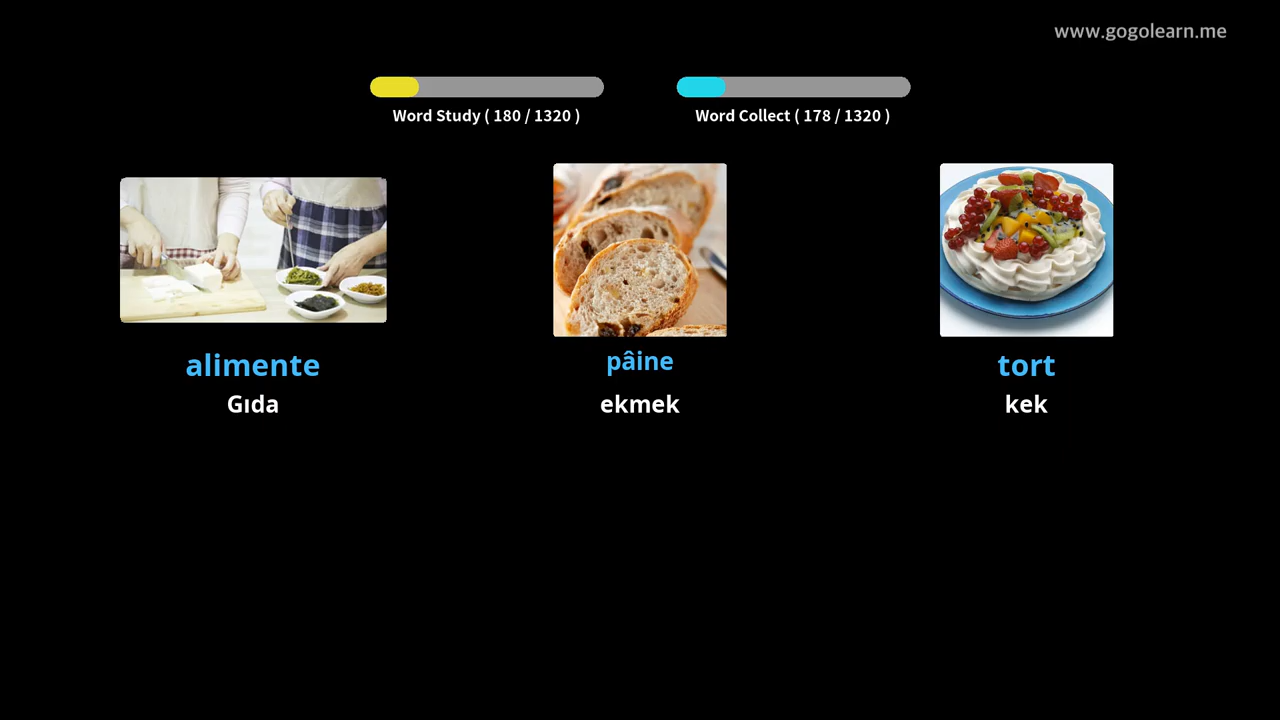 www.gogolearn.me
Word Study ( 180 / 1320 )
Word Collect ( 178 / 1320 )
alimente
pâine
tort
Gıda
ekmek
kek